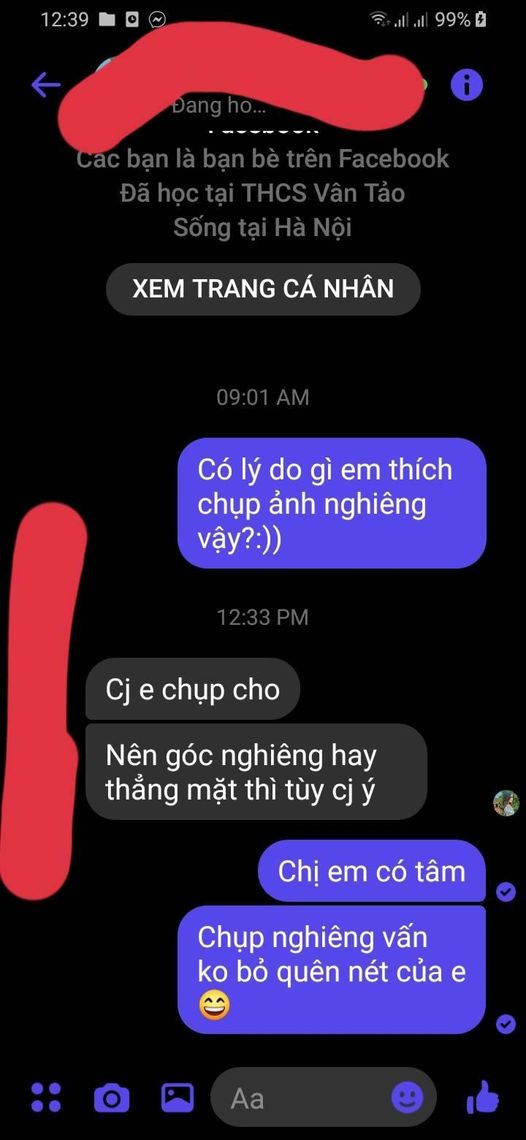 12:39
99%
Đang ho...
Các bạn là bạn bè trên Facebook
Đã học tại THCS Vân Tảo
Sống tại Hà Nội
XEM TRANG CÁ NHÂN
09:01 AM
Có lý do gì em thích
chụp ảnh nghiêng
vậy?:))
12:33 PM
Cj e chụp cho
Nên góc nghiêng hay
thẳng mặt thì tùy cj ý
Chị em có tâm
Chụp nghiêng vấn
ko bỏ quên nét của e
😄
Aa